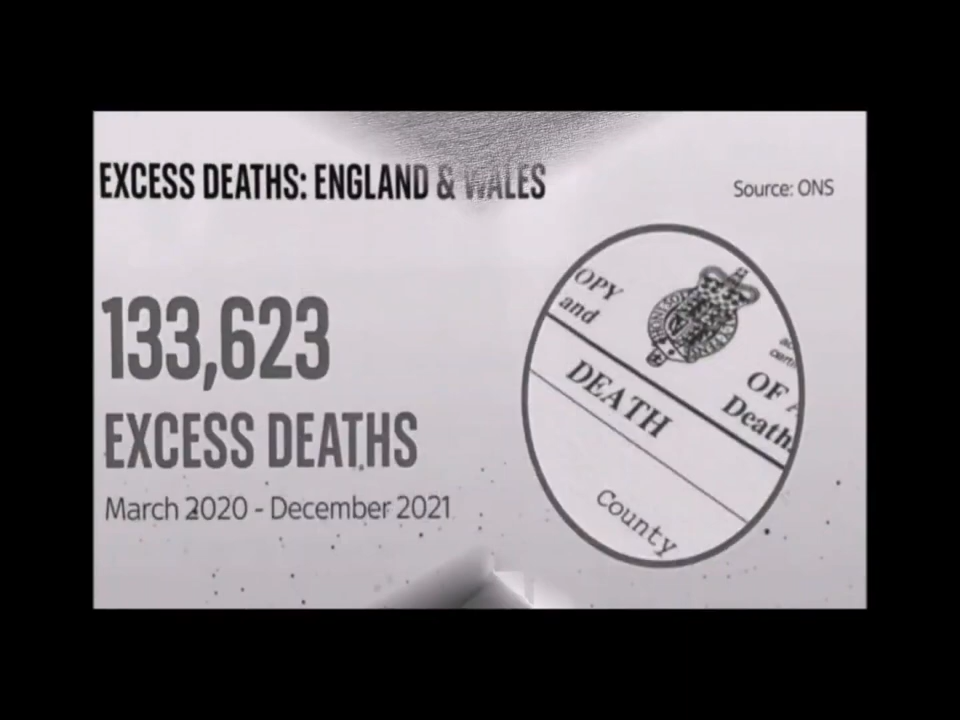 EXCESS DEATHS: ENGLAND & WALES
Source: ONS
133,623
EXCESS DEATHS
March 2020 - December 2021
OPY
and
DEATH
OF
Death
County